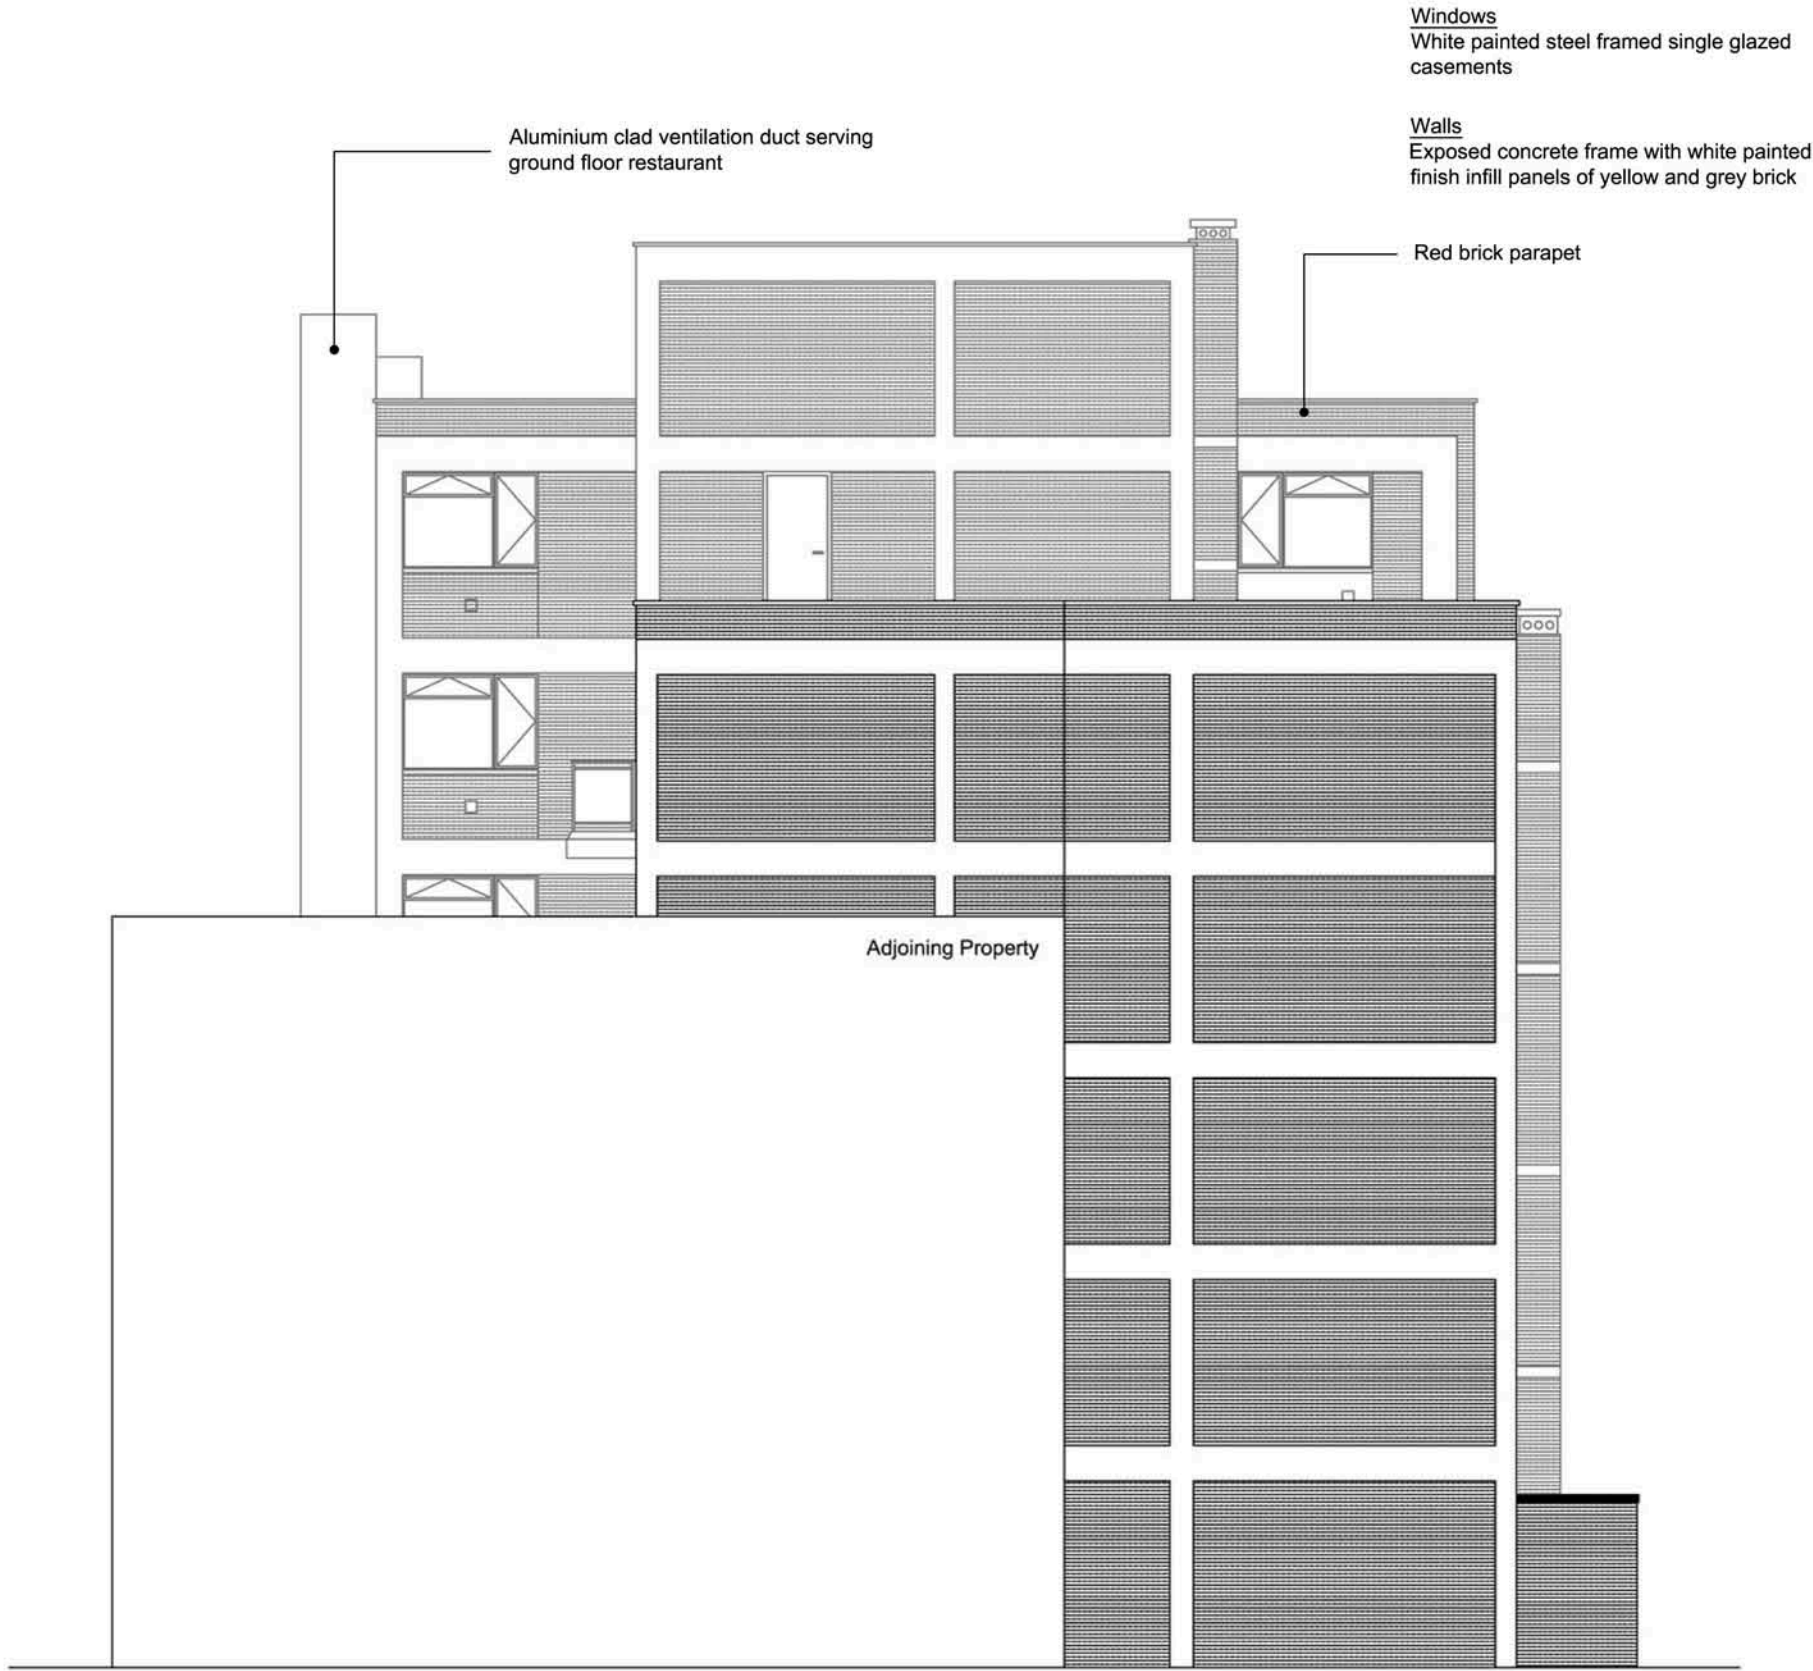 Windows
White painted steel framed single glazed
casements
Walls
Exposed concrete frame with white painted
finish infill panels of yellow and grey brick
Aluminium clad ventilation duct serving
ground floor restaurant
Red brick parapet
Adjoining Property